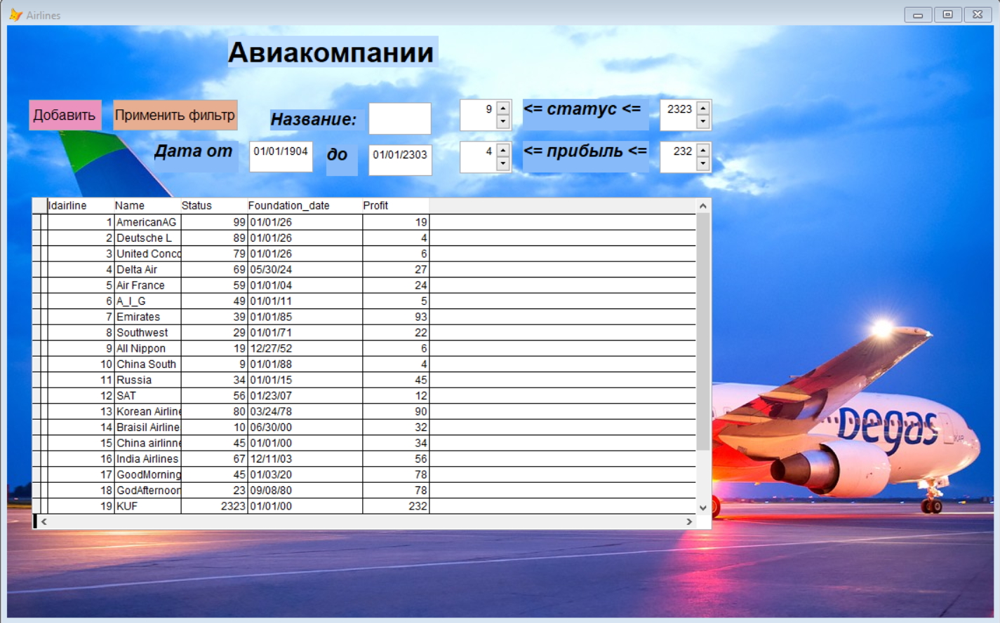 Airlines
Авиакомпании
Добавить Применить фильтр Название: 9 <= статус <= 2323
Дата от 01/01/1904 до 01/01/2303 4 <= прибыль <= 232
Idairline Name Status Foundation_date Profit
1 AmericanAG 99 01/01/26 19
2 Deutsche L 89 01/01/26 4
3 United Conco 79 01/01/26 6
4 Delta Air 69 05/30/24 27
5 Air France 59 01/01/04 24
6 A_I_G 49 01/01/11 5
7 Emirates 39 01/01/85 93
8 Southwest 29 01/01/71 22
9 All Nippon 19 12/27/52 6
10 China South 9 01/01/88 4
11 Russia 34 01/01/15 45
12 SAT 56 01/23/07 12
13 Korean Airline 80 03/24/78 90
14 Braisil Airline 10 06/30/00 32
15 China airlinne 45 01/01/00 34
16 India Airlines 67 12/11/03 56
17 GoodMorning 45 01/03/20 78
18 GodAfternoon 23 09/08/80 78
19 KUF 2323 01/01/00 232
Degas